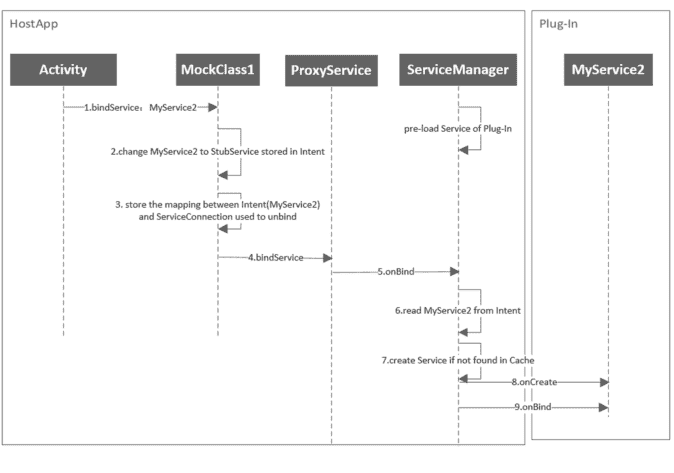 HostApp
Plug-In
Activity
MockClass1
ProxyService
ServiceManager
MyService2
1.bindService： MyService2
pre-load Service of Plug-In
2.change MyService2 to StubService stored in Intent
3. store the mapping between Intent(MyService2)
and ServiceConnection used to unbind
4.bindService
5.onBind
6.read MyService2 from Intent
7.create Service if not found in Cache
8.onCreate
9.onBind